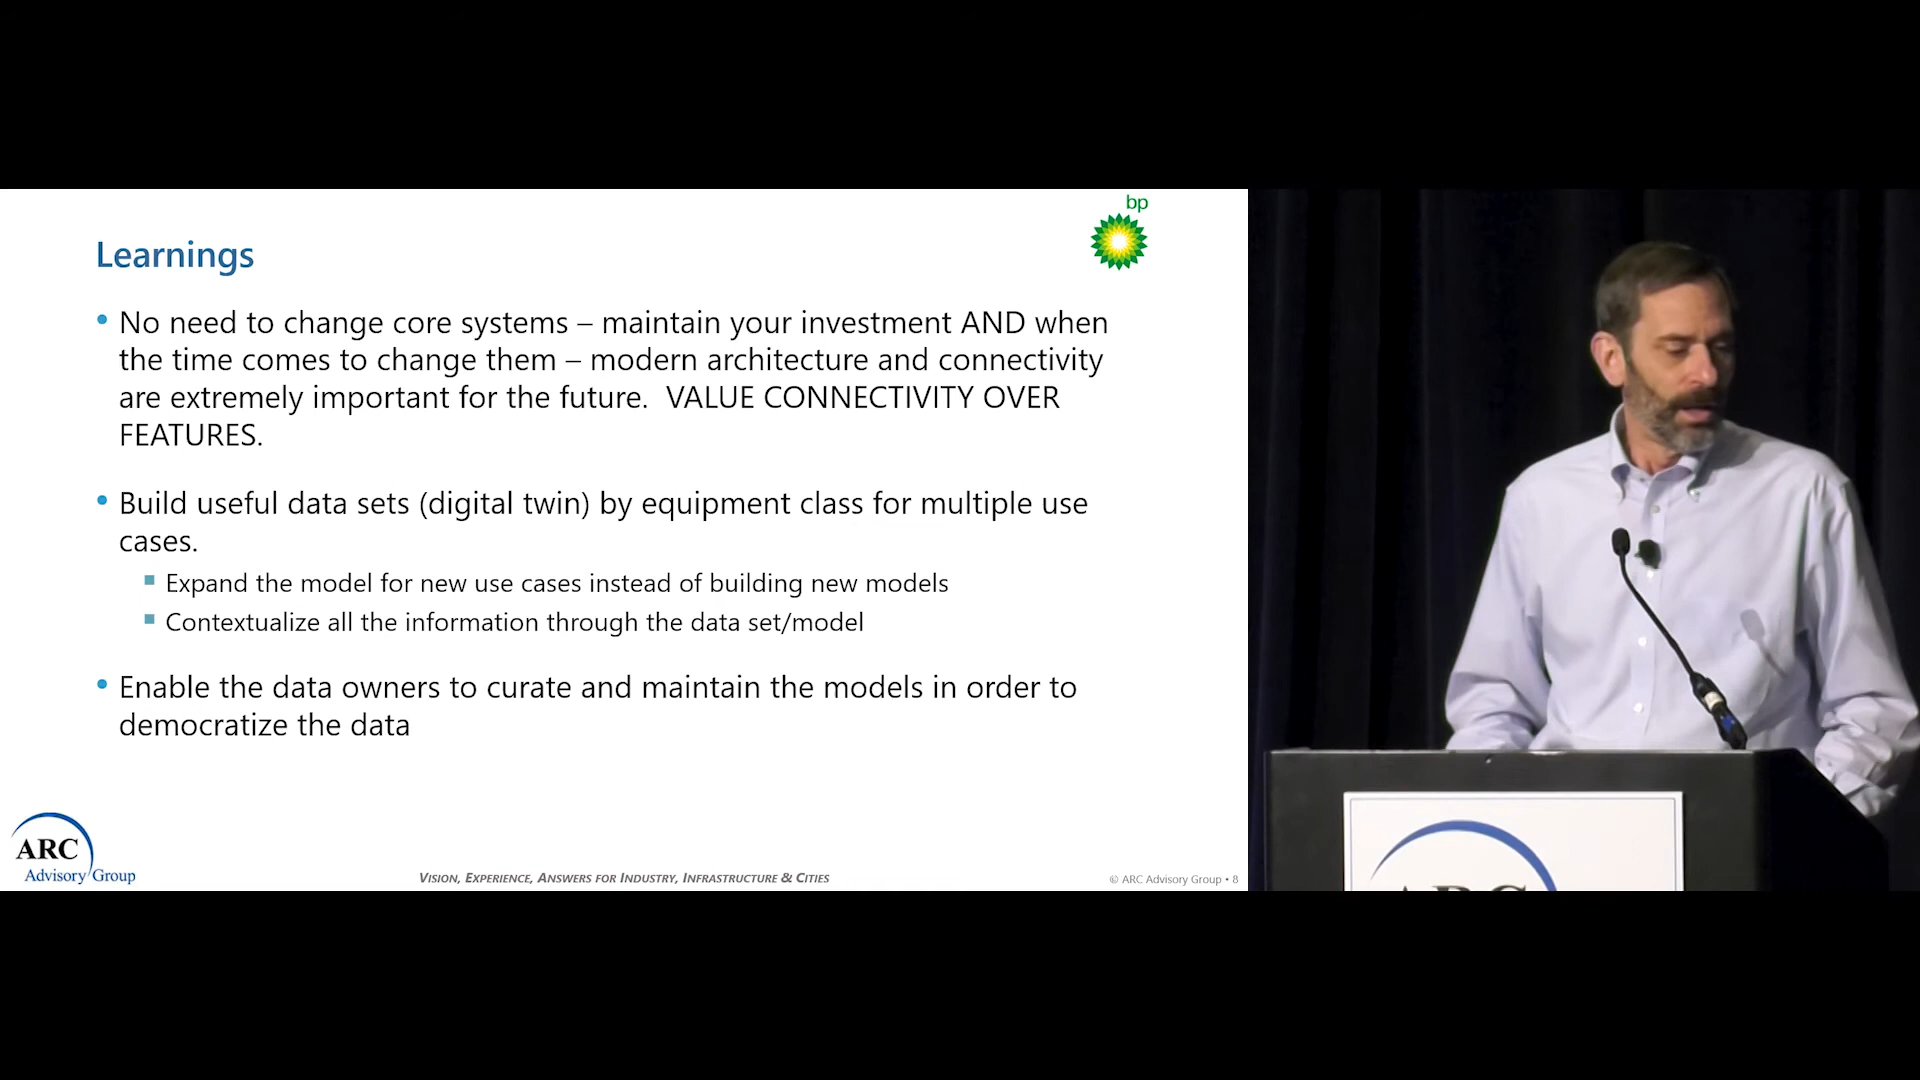 bp
Learnings
• No need to change core systems – maintain your investment AND when
the time comes to change them – modern architecture and connectivity
are extremely important for the future.  VALUE CONNECTIVITY OVER
FEATURES.
• Build useful data sets (digital twin) by equipment class for multiple use
cases.
▪ Expand the model for new use cases instead of building new models
▪ Contextualize all the information through the data set/model
• Enable the data owners to curate and maintain the models in order to
democratize the data
ARC
Advisory Group
VISION, EXPERIENCE, ANSWERS FOR INDUSTRY, INFRASTRUCTURE & CITIES
© ARC Advisory Group • 8
ARC